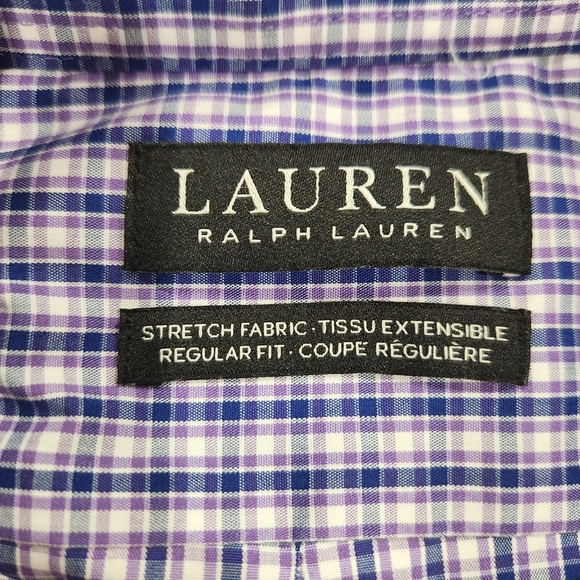 LAUREN
RALPH LAUREN
STRETCH FABRIC · TISSU EXTENSIBLE
REGULAR FIT · COUPE RÉGULIÈRE